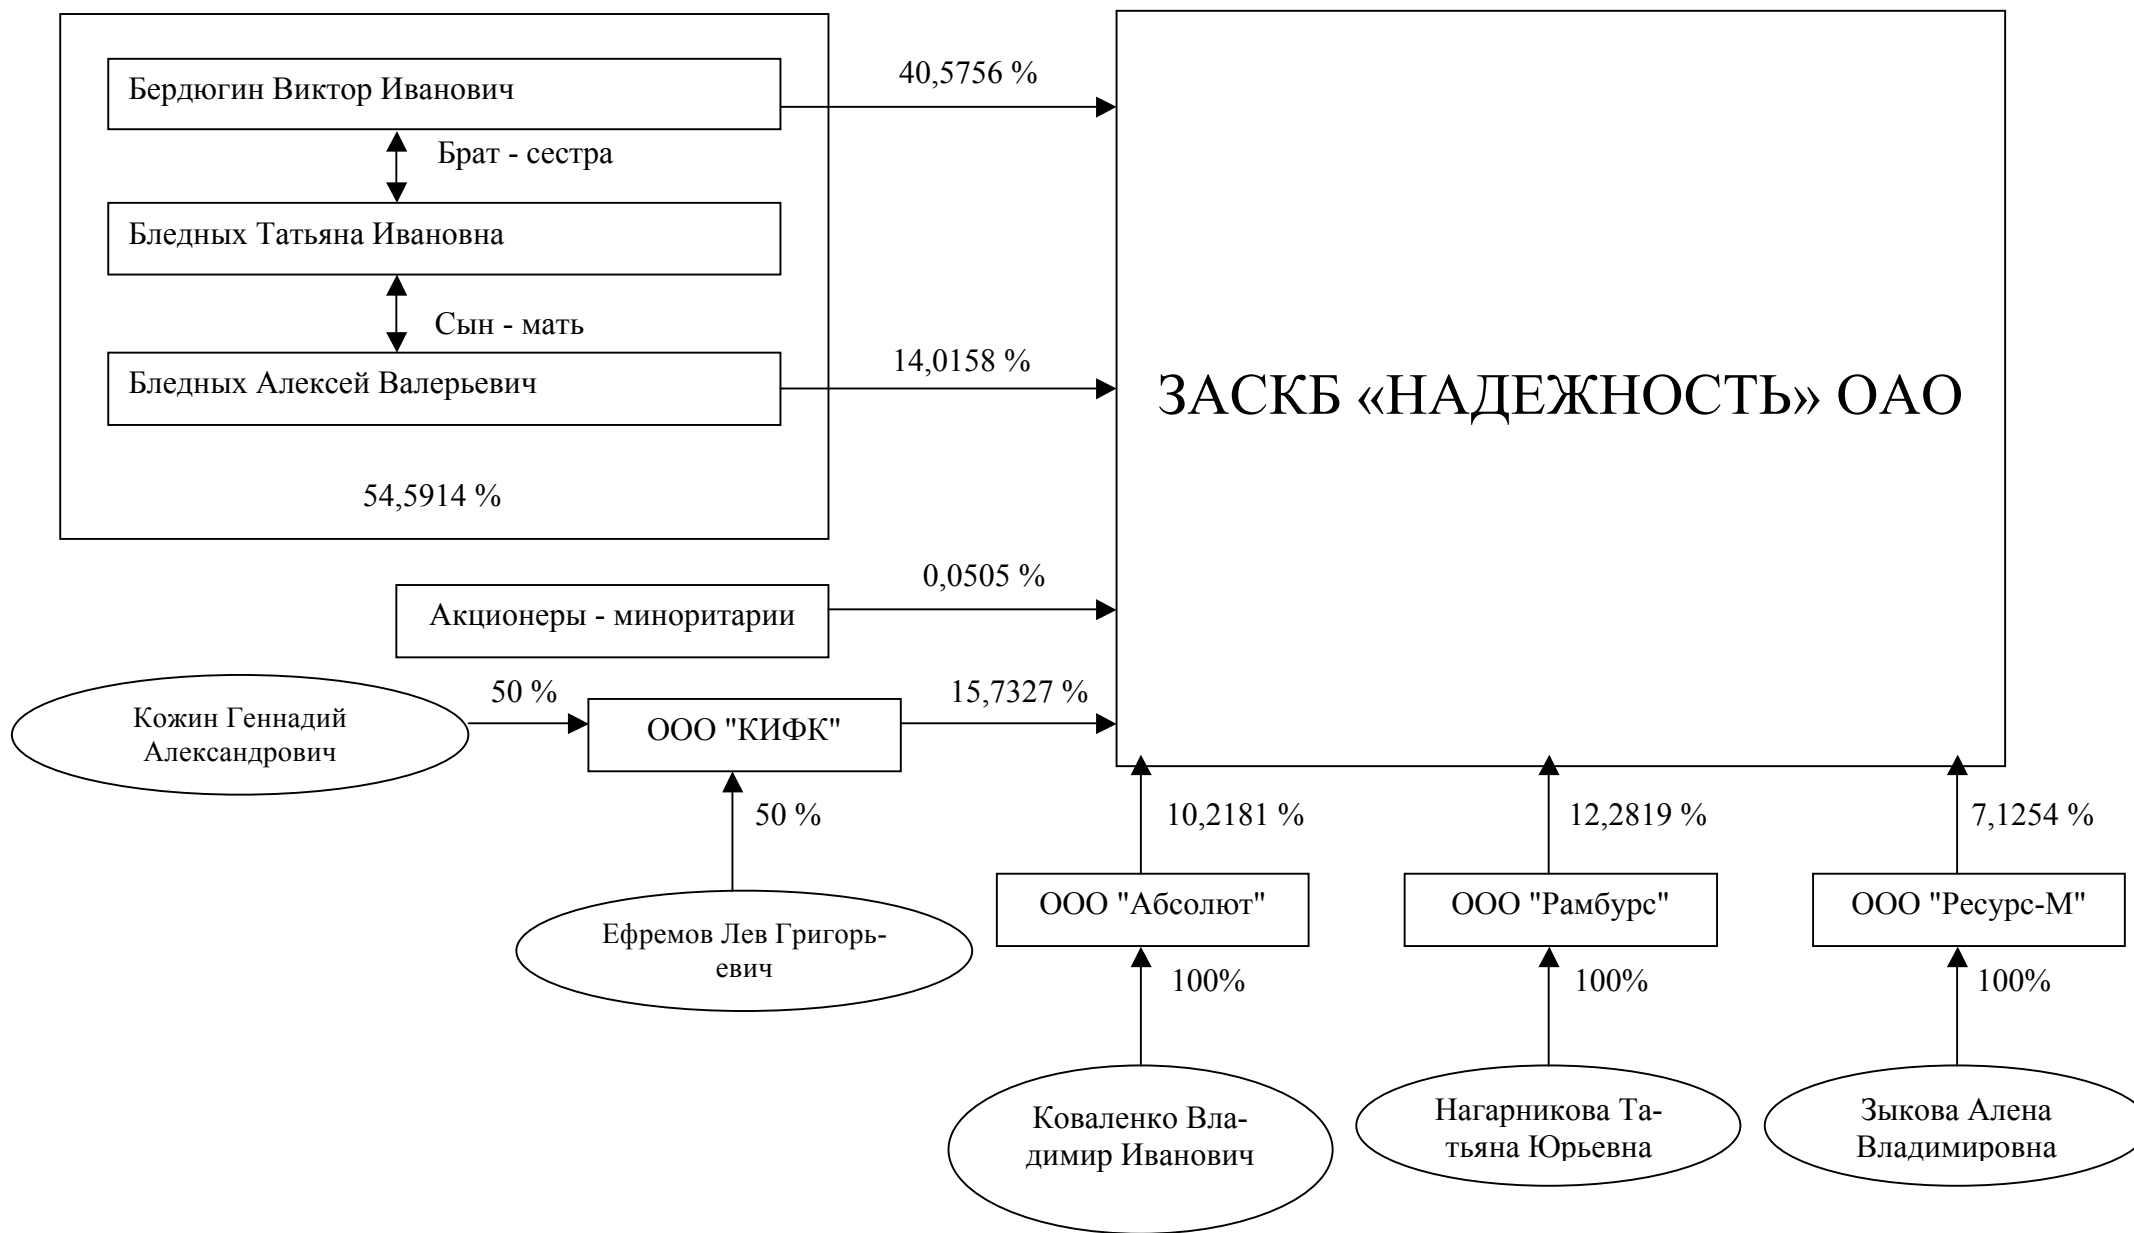 Бердюгин Виктор Иванович
40,5756 %
Брат - сестра
Бледных Татьяна Ивановна
Сын - мать
Бледных Алексей Валерьевич
14,0158 %
ЗАСКБ «НАДЕЖНОСТЬ» ОАО
54,5914 %
0,0505 %
Акционеры - миноритарии
50 %
15,7327 %
Кожин Геннадий
Александрович
ООО "КИФК"
50 %
10,2181 %
12,2819 %
7,1254 %
ООО "Абсолют"
ООО "Рамбурс"
ООО "Ресурс-М"
Ефремов Лев Григорь-
евич
100%
100%
100%
Коваленко Вла-
димир Иванович
Нагарникова Та-
тьяна Юрьевна
Зыкова Алена
Владимировна